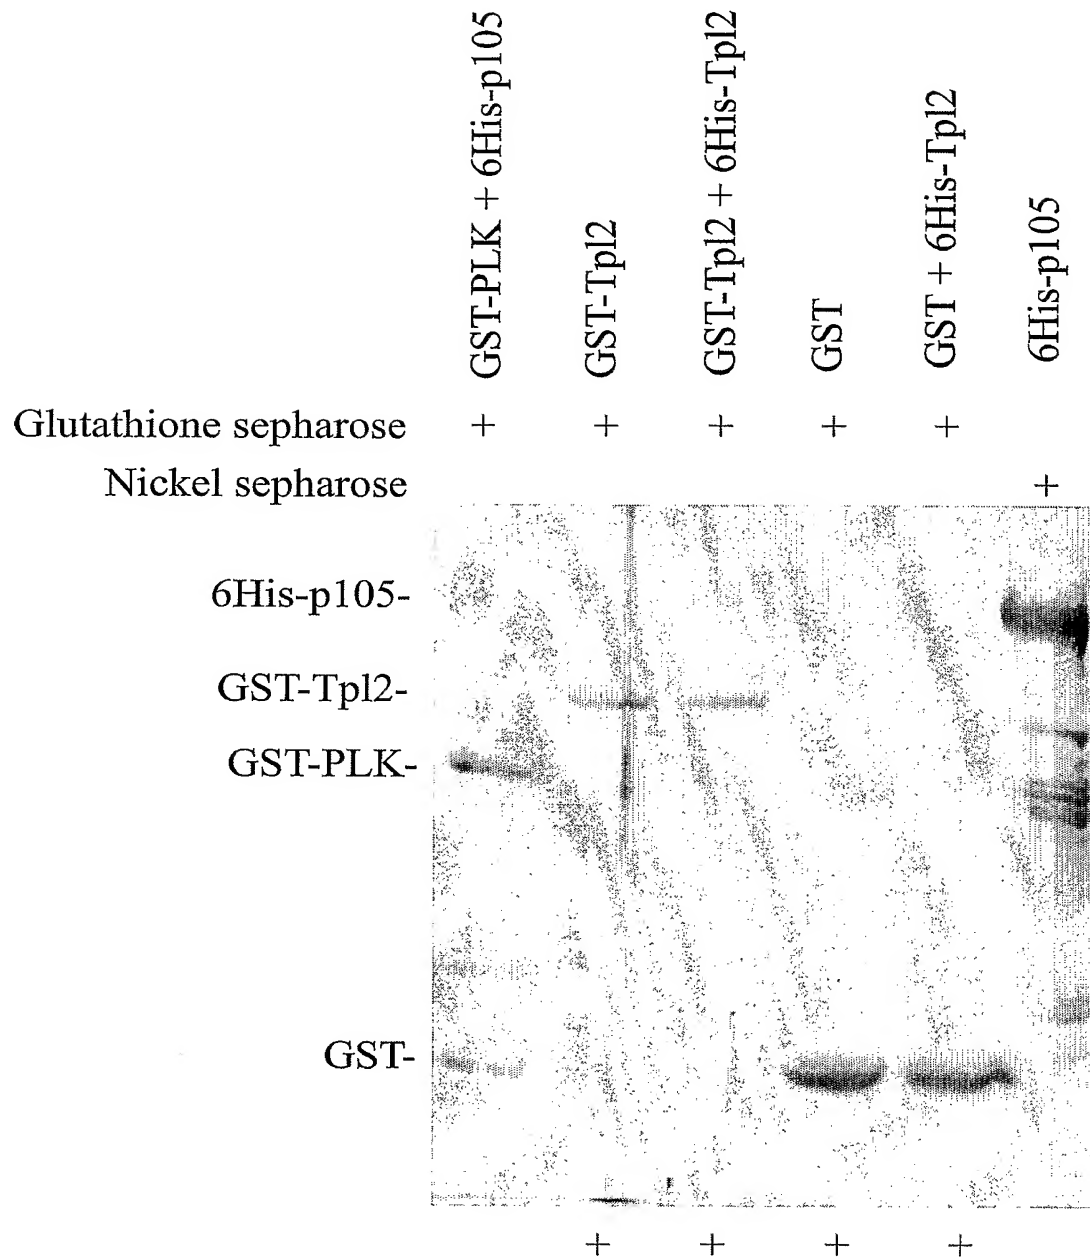 GST-PLK + 6His-p105
GST-Tpl2
GST-Tpl2 + 6His-Tpl2
GST
GST + 6His-Tpl2
6His-p105
Glutathione sepharose + + + + +
Nickel sepharose +
6His-p105-
GST-Tpl2-
GST-PLK-
GST-
+ + + +